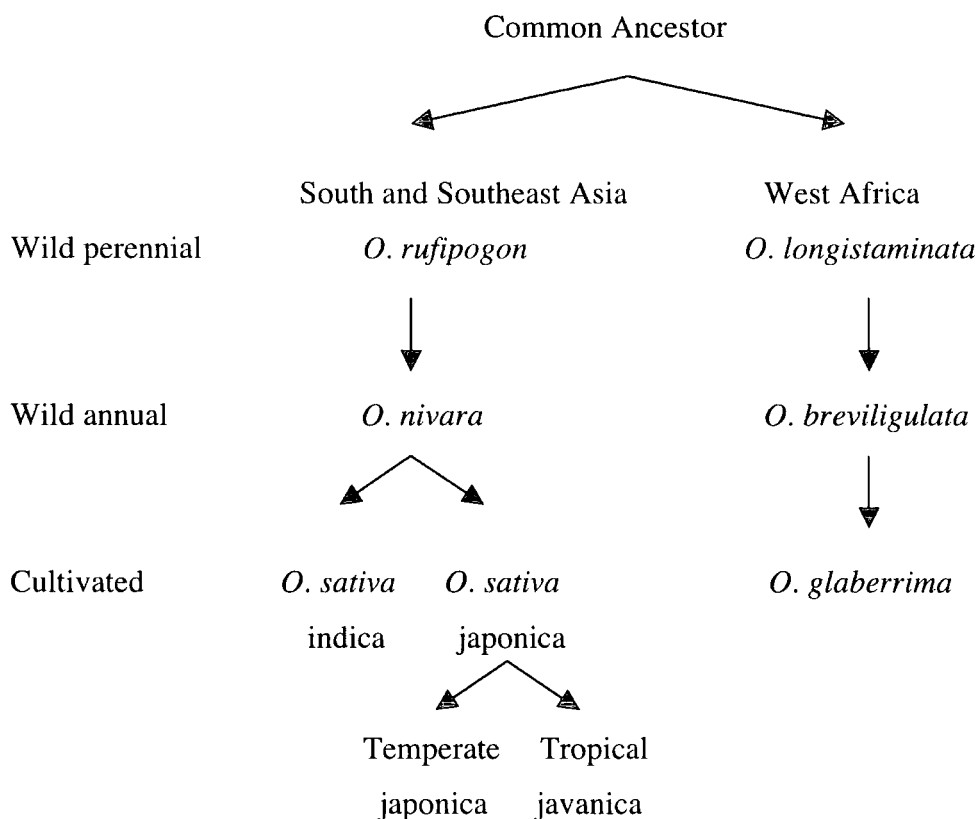 Common Ancestor
South and Southeast Asia West Africa
Wild perennial O. rufipogon O. longistaminata
Wild annual O. nivara O. breviligulata
Cultivated O. sativa O. sativa O. glaberrima
indica japonica
Temperate Tropical
japonica javanica